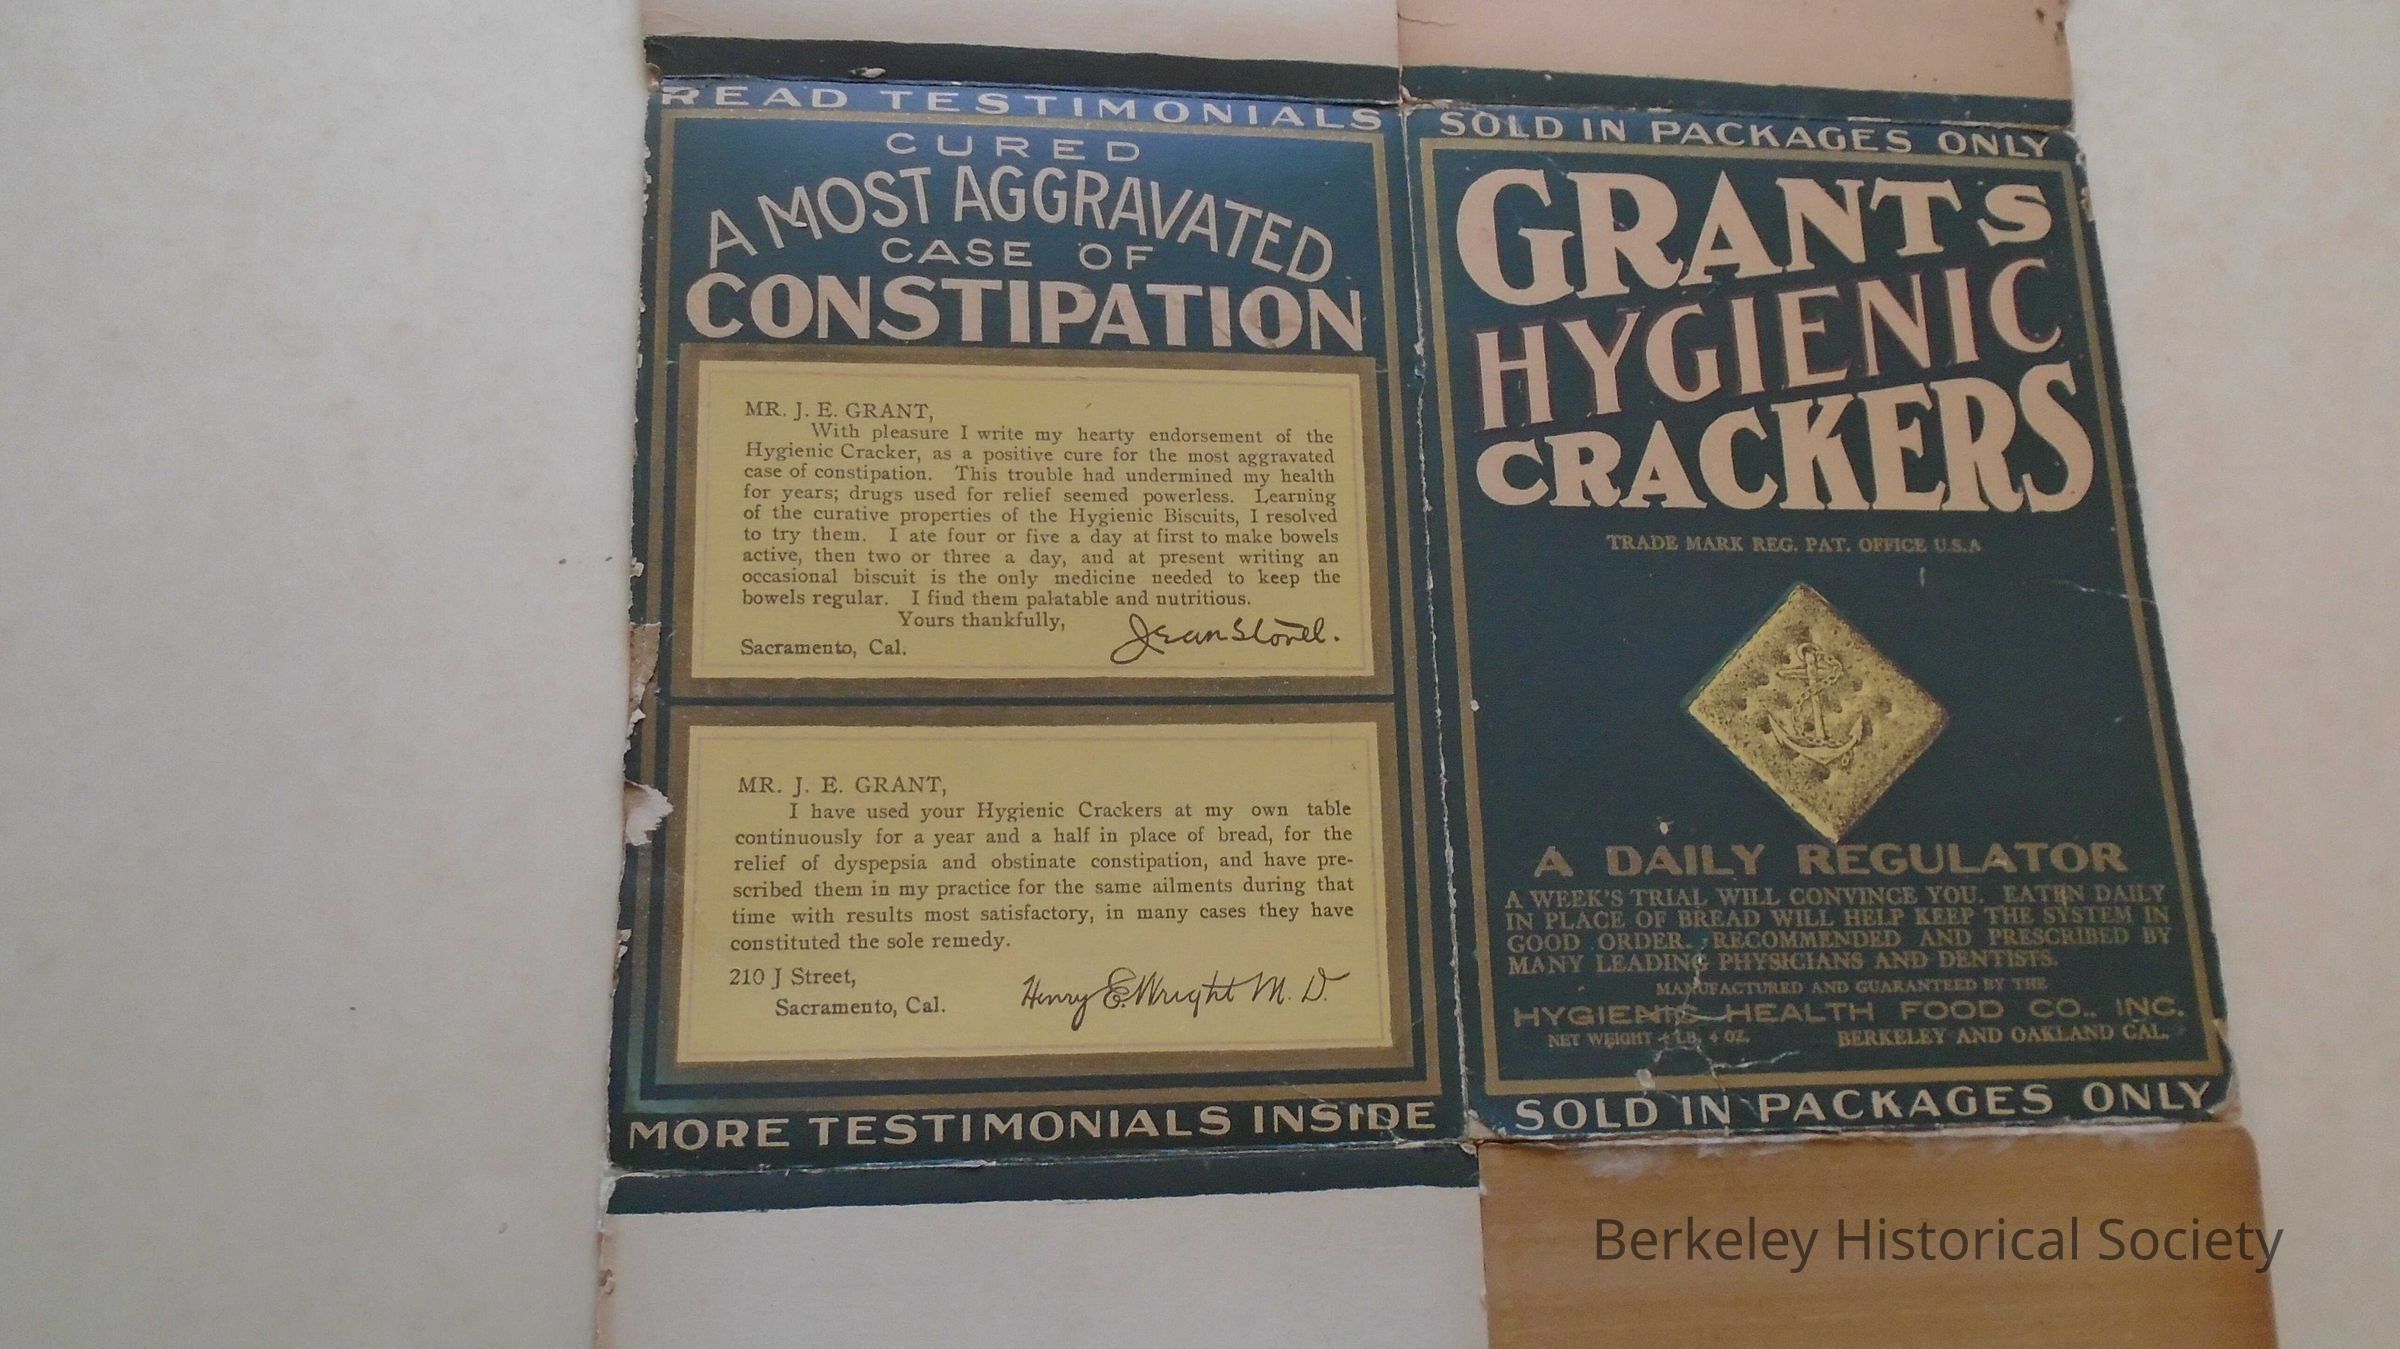 READ TESTIMONIALS
CURED
A MOST AGGRAVATED
CASE OF
CONSTIPATION
MR. J. E. GRANT,
With pleasure I write my hearty endorsement of the
Hygienic Cracker, as a positive cure for the most aggravated
case of constipation. This trouble had undermined my health
for years; drugs used for relief seemed powerless. Learning
of the curative properties of the Hygienic Biscuits, I resolved
to try them. I ate four or five a day at first to make bowels
active, then two or three a day, and at present writing an
occasional biscuit is the only medicine needed to keep the
bowels regular. I find them palatable and nutritious.
Yours thankfully,
Sacramento, Cal.
Jean
MR. J. E. GRANT,
I have used your Hygienic Crackers at my own table
continuously for a year and a half in place of bread, for the
relief of dyspepsia and obstinate constipation, and have pre-
scribed them in my practice for the same ailments during that
time with results most satisfactory, in many cases they have
constituted the sole remedy.
210 J Street,
Sacramento, Cal.
Henry E. Wright M. D.
MORE TESTIMONIALS INSIDE
SOLD IN PACKAGES ONLY
GRANT'S
HYGIENIC
CRACKERS
TRADE MARK REG. PAT. OFFICE U.S.A
A DAILY REGULATOR
A WEEK'S TRIAL WILL CONVINCE YOU. EATEN DAILY
IN PLACE OF BREAD WILL HELP KEEP THE SYSTEM IN
GOOD ORDER. RECOMMENDED AND PRESCRIBED BY
MANY LEADING PHYSICIANS AND DENTISTS.
MANUFACTURED AND GUARANTEED BY THE
HYGIENIC HEALTH FOOD CO., INC.
NET WEIGHT LB. 4 OZ. BERKELEY AND OAKLAND CAL.
SOLD IN PACKAGES ONLY
Berkeley Historical Society